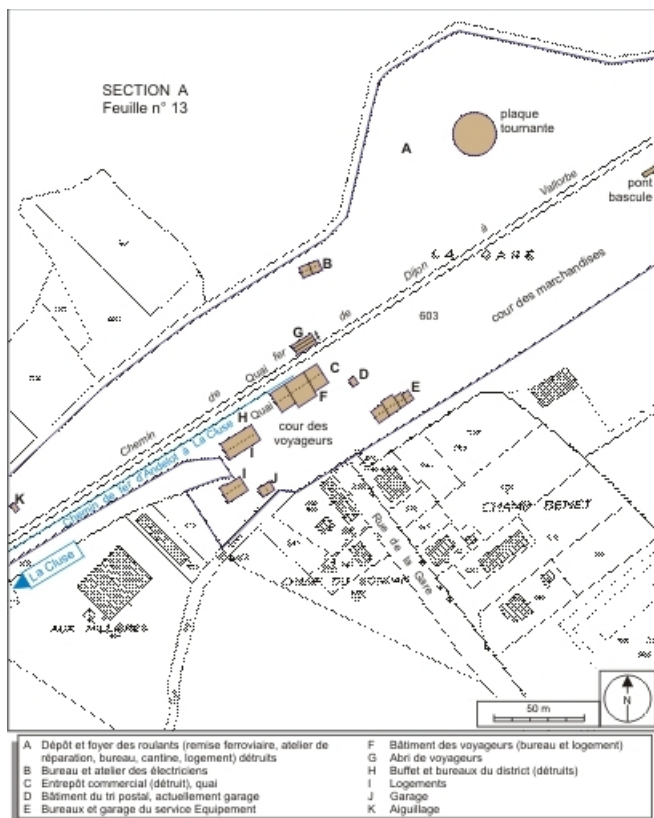 SECTION A
Feuille n° 13
plaque
tournante
A
pont
bascule
Chemin de Quai fer de Dijon à Vallorbe
LA GARE
B
603
cour des marchandises
G
C
D
F
E
H
Quai
cour des
voyageurs
I
I
J
K
Chemin de fer d'Andelot à La Cluse
La Cluse
CHAMP BENET
Rue de la Gare
50 m
N
A Dépôt et foyer des roulants (remise ferroviaire, atelier de
réparation, bureau, cantine, logement) détruits
B Bureau et atelier des électriciens
C Entrepôt commercial (détruit), quai
D Bâtiment du tri postal, actuellement garage
E Bureaux et garage du service Equipement
F Bâtiment des voyageurs (bureau et logement)
G Abri de voyageurs
H Buffet et bureaux du district (détruits)
I Logements
J Garage
K Aiguillage